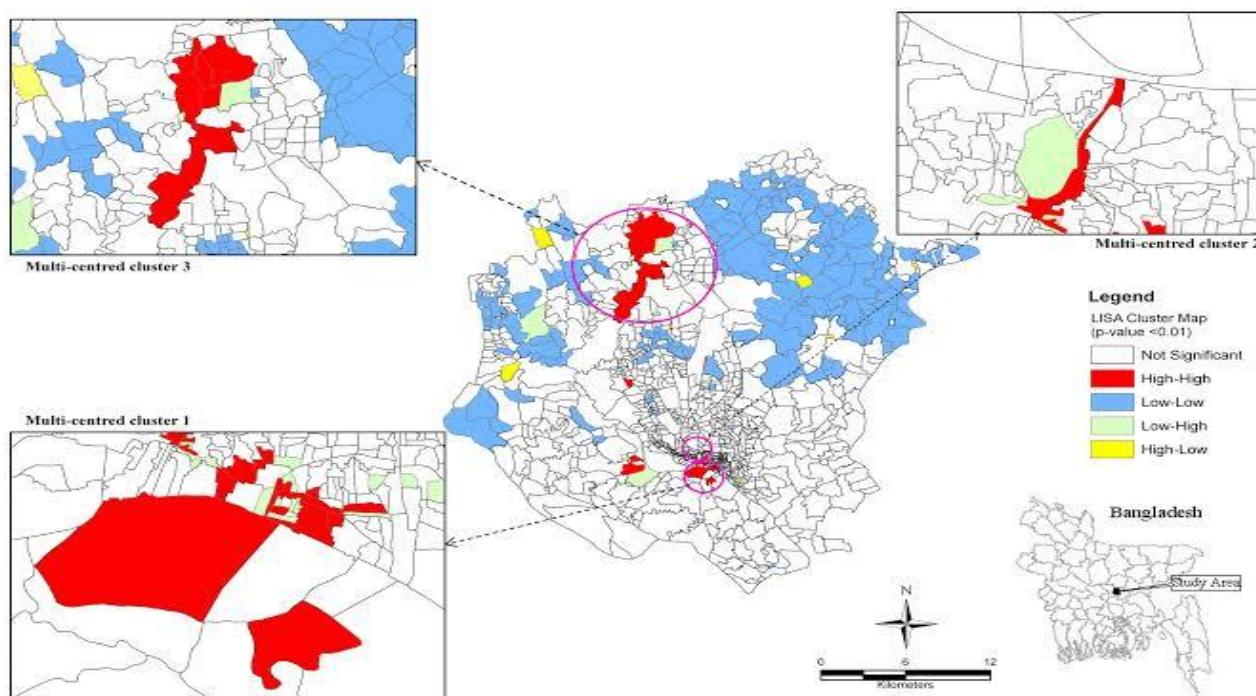 Multi-centred cluster 3
Multi-centred cluster 2
Legend
LISA Cluster Map
(p-value <0.01)
Not Significant
High-High
Low-Low
Low-High
High-Low
Multi-centred cluster 1
Bangladesh
Study Area
N
0 6 12
Kilometers